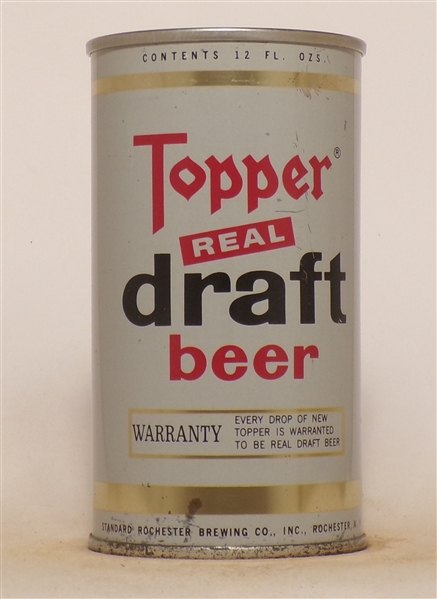 CONTENTS 12 FL. OZS.
Topper®
REAL
draft
beer
WARRANTY
EVERY DROP OF NEW
TOPPER IS WARRANTED
TO BE REAL DRAFT BEER
STANDARD ROCHESTER BREWING CO., INC., ROCHESTER,